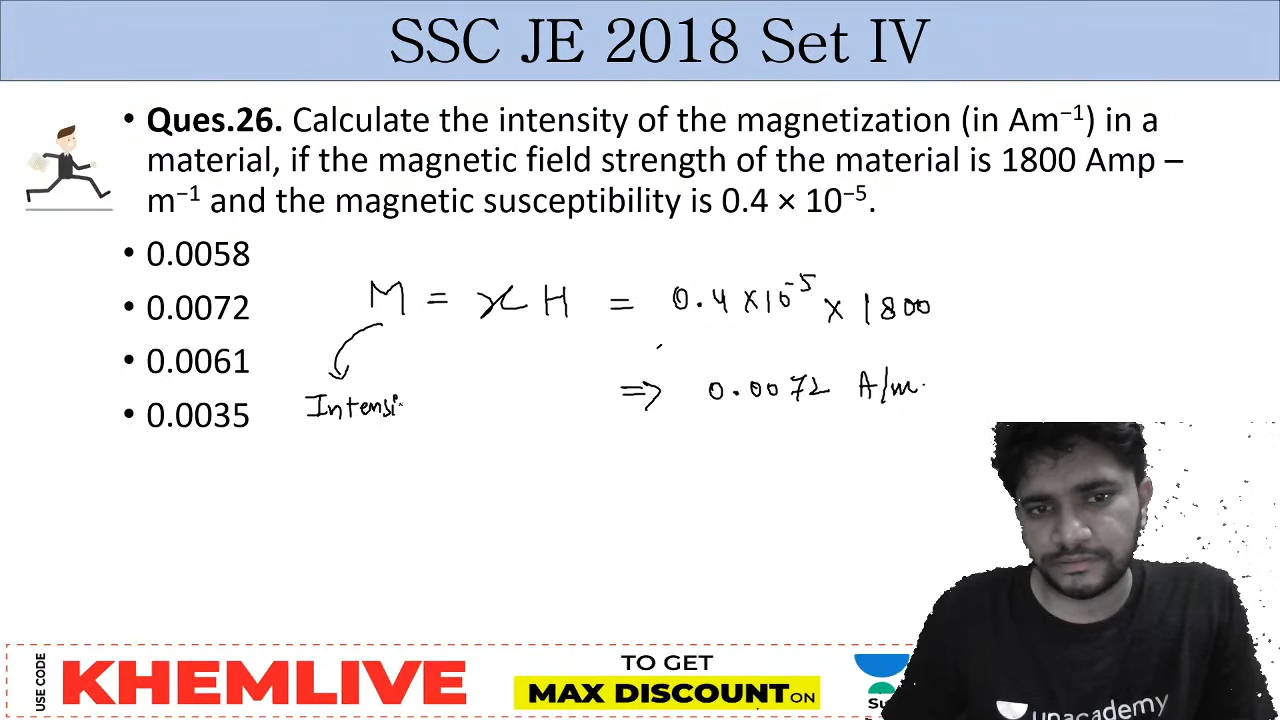 SSC JE 2018 Set IV
• Ques.26. Calculate the intensity of the magnetization (in Am⁻¹) in a
material, if the magnetic field strength of the material is 1800 Amp –
m⁻¹ and the magnetic susceptibility is 0.4 × 10⁻⁵.
• 0.0058
• 0.0072
• 0.0061
• 0.0035
M = χ H = 0.4 × 10⁻⁵ × 1800
⇒ 0.0072 A/m.
Intensi
USE CODE
KHEMLIVE
TO GET
MAX DISCOUNT ON
Su
unacademy